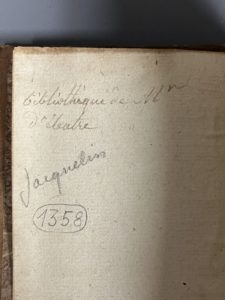 Bibliothèque de Mr
d'
Jacquelin
1358